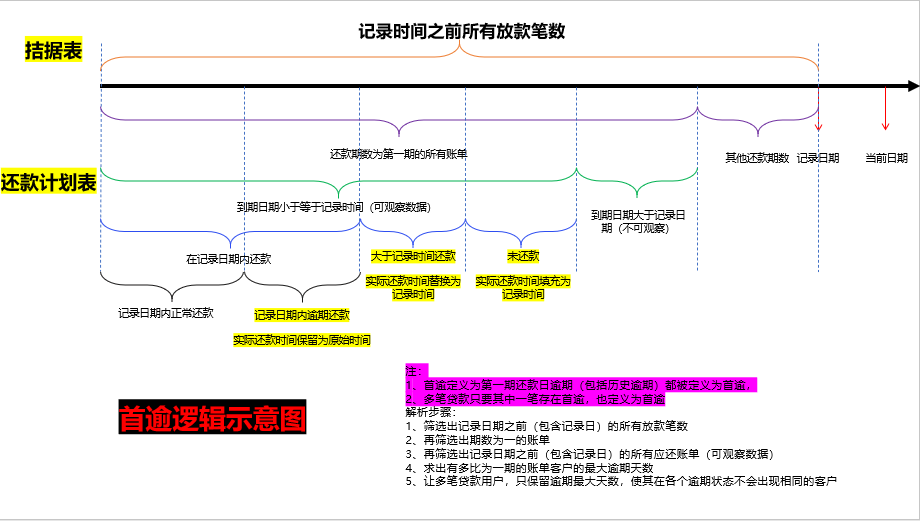 记录时间之前所有放款笔数
拮据表
还款期数为第一期的所有账单
其他还款期数
记录日期
当前日期
还款计划表
到期日期小于等于记录时间（可观察数据）
到期日期大于记录日
期（不可观察）
在记录日期内还款
大于记录时间还款
未还款
实际还款时间替换为
记录时间
实际还款时间填充为
记录时间
记录日期内正常还款
记录日期内逾期还款
实际还款时间保留为原始时间
注：
1、首逾定义为第一期还款日逾期（包括历史逾期）都被定义为首逾，
2、多笔贷款只要其中一笔存在首逾，也定义为首逾
解析步骤：
1、筛选出记录日期之前（包含记录日）的所有放款笔数
2、再筛选出期数为一的账单
3、再筛选出记录日期之前（包含记录日）的所有应还账单（可观察数据）
4、求出有多比为一期的账单客户的最大逾期天数
5、让多笔贷款用户，只保留逾期最大天数，使其在各个逾期状态不会出现相同的客户
首逾逻辑示意图